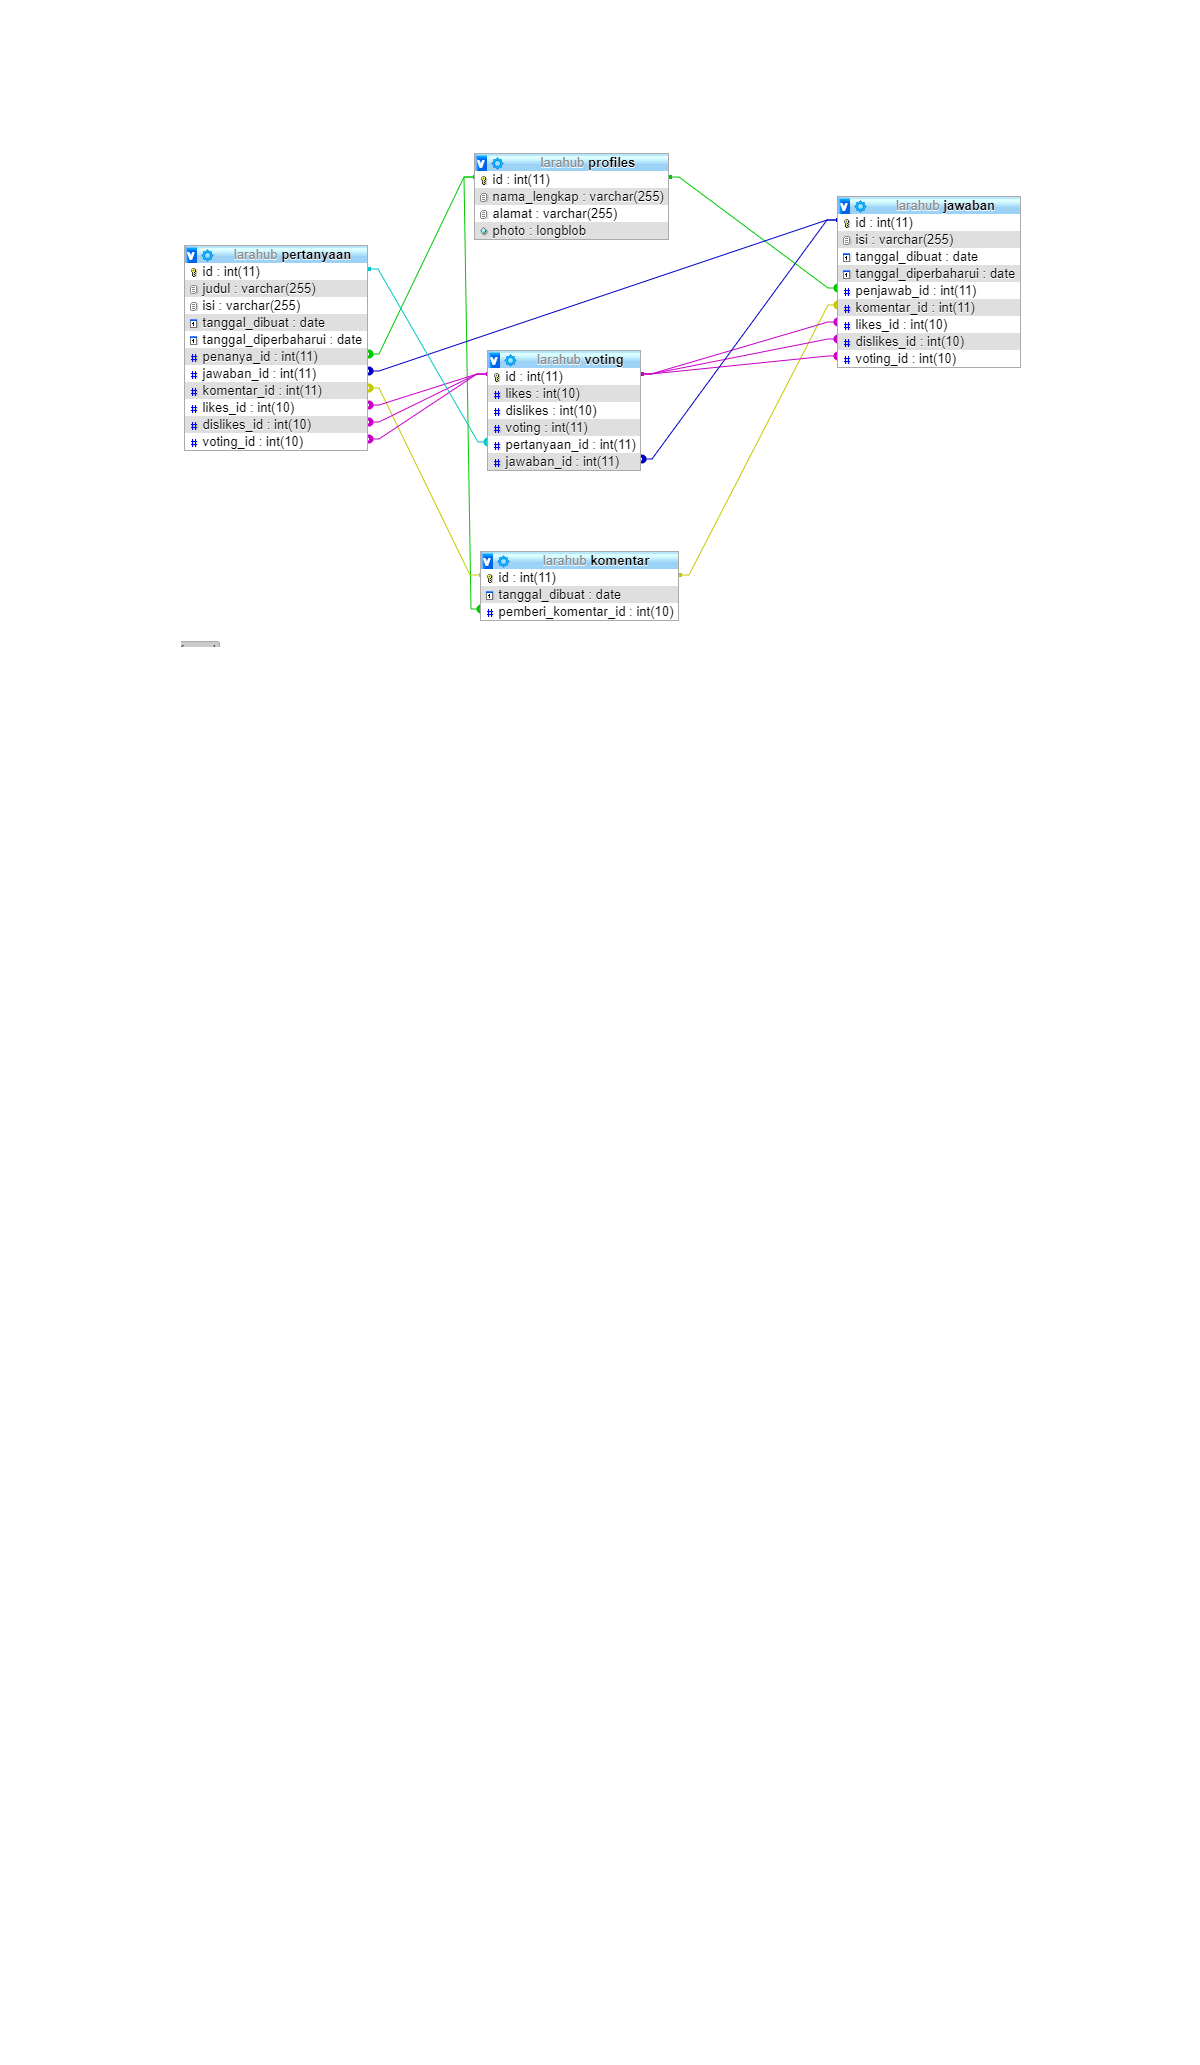 larahub profiles
id : int(11)
nama_lengkap : varchar(255)
alamat : varchar(255)
photo : longblob
larahub jawaban
id : int(11)
isi : varchar(255)
tanggal_dibuat : date
tanggal_diperbaharui : date
penjawab_id : int(11)
komentar_id : int(11)
likes_id : int(10)
dislikes_id : int(10)
voting_id : int(10)
larahub pertanyaan
id : int(11)
judul : varchar(255)
isi : varchar(255)
tanggal_dibuat : date
tanggal_diperbaharui : date
penanya_id : int(11)
jawaban_id : int(11)
komentar_id : int(11)
likes_id : int(10)
dislikes_id : int(10)
voting_id : int(10)
larahub voting
id : int(11)
likes : int(10)
dislikes : int(10)
voting : int(11)
pertanyaan_id : int(11)
jawaban_id : int(11)
larahub komentar
id : int(11)
tanggal_dibuat : date
pemberi_komentar_id : int(10)